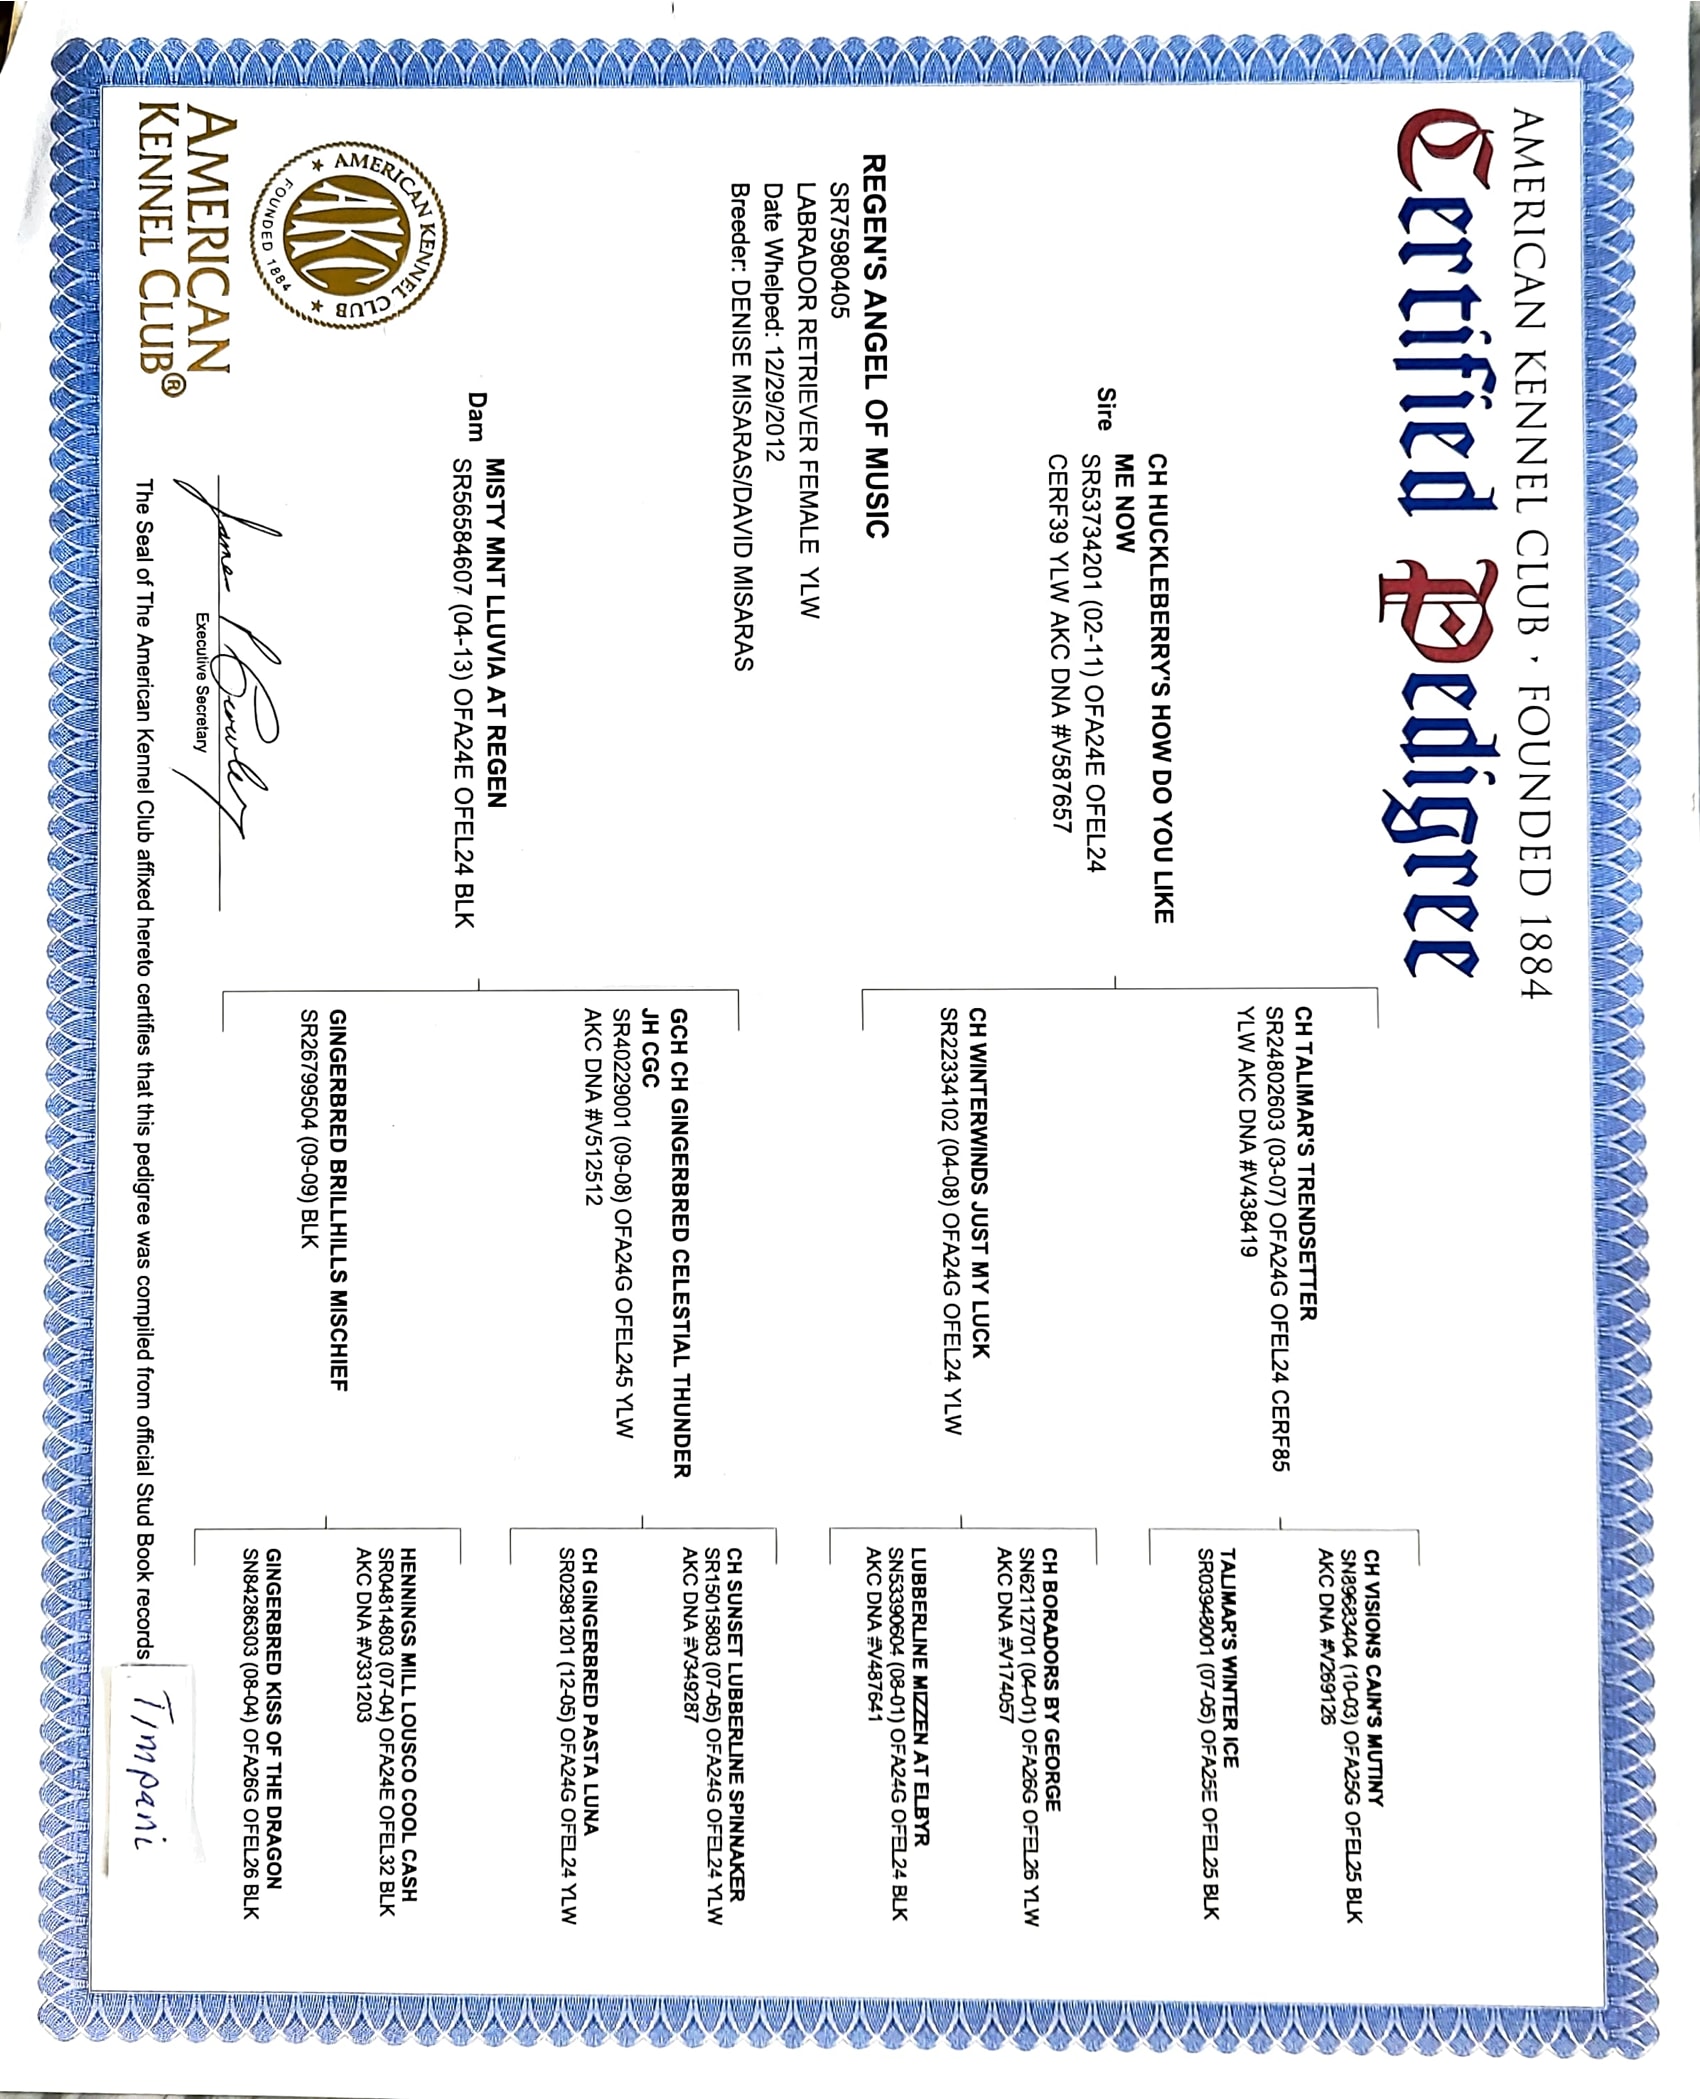 AMERICAN KENNEL CLUB · FOUNDED 1884
Certified Pedigree
CH VISIONS CAIN'S MUTINY
SN89683404 (10-03) OFA25G OFEL25 BLK
AKC DNA #V269126
CH TALIMAR'S TRENDSETTER
SR24802603 (03-07) OFA24G OFEL24 CERF85
YLW AKC DNA #V438419
TALIMAR'S WINTER ICE
SR03948001 (07-05) OFA25E OFEL25 BLK
Sire
CH HUCKLEBERRY'S HOW DO YOU LIKE
ME NOW
SR53734201 (02-11) OFA24E OFEL24
CERF39 YLW AKC DNA #V587657
CH BORADORS BY GEORGE
SN62112701 (04-01) OFA26G OFEL26 YLW
AKC DNA #V174057
CH WINTERWINDS JUST MY LUCK
SR22334102 (04-08) OFA24G OFEL24 YLW
LUBBERLINE MIZZEN AT ELBYR
SN53390604 (08-01) OFA24G OFEL24 BLK
AKC DNA #V487641
REGEN'S ANGEL OF MUSIC
SR75980405
LABRADOR RETRIEVER FEMALE YLW
Date Whelped: 12/29/2012
Breeder: DENISE MISARAS/DAVID MISARAS
CH SUNSET LUBBERLINE SPINNAKER
SR15015803 (07-05) OFA24G OFEL24 YLW
AKC DNA #V349287
GCH CH GINGERBRED CELESTIAL THUNDER
JH CGC
SR40229001 (09-08) OFA24G OFEL245 YLW
AKC DNA #V512512
CH GINGERBRED PASTA LUNA
SR02981201 (12-05) OFA24G OFEL24 YLW
Dam
MISTY MNT LLUVIA AT REGEN
SR56584607 (04-13) OFA24E OFEL24 BLK
HENNINGS MILL LOUSCO COOL CASH
SR04814803 (07-04) OFA24E OFEL32 BLK
AKC DNA #V331203
GINGERBRED BRILLHILLS MISCHIEF
SR26799504 (09-09) BLK
GINGERBRED KISS OF THE DRAGON
SN84286303 (08-04) OFA26G OFEL26 BLK
AMERICAN KENNEL CLUB
AKC
FOUNDED 1884
AMERICAN
KENNEL CLUB®
James P Crowley
Executive Secretary
The Seal of The American Kennel Club affixed hereto certifies that this pedigree was compiled from official Stud Book records
Timpani